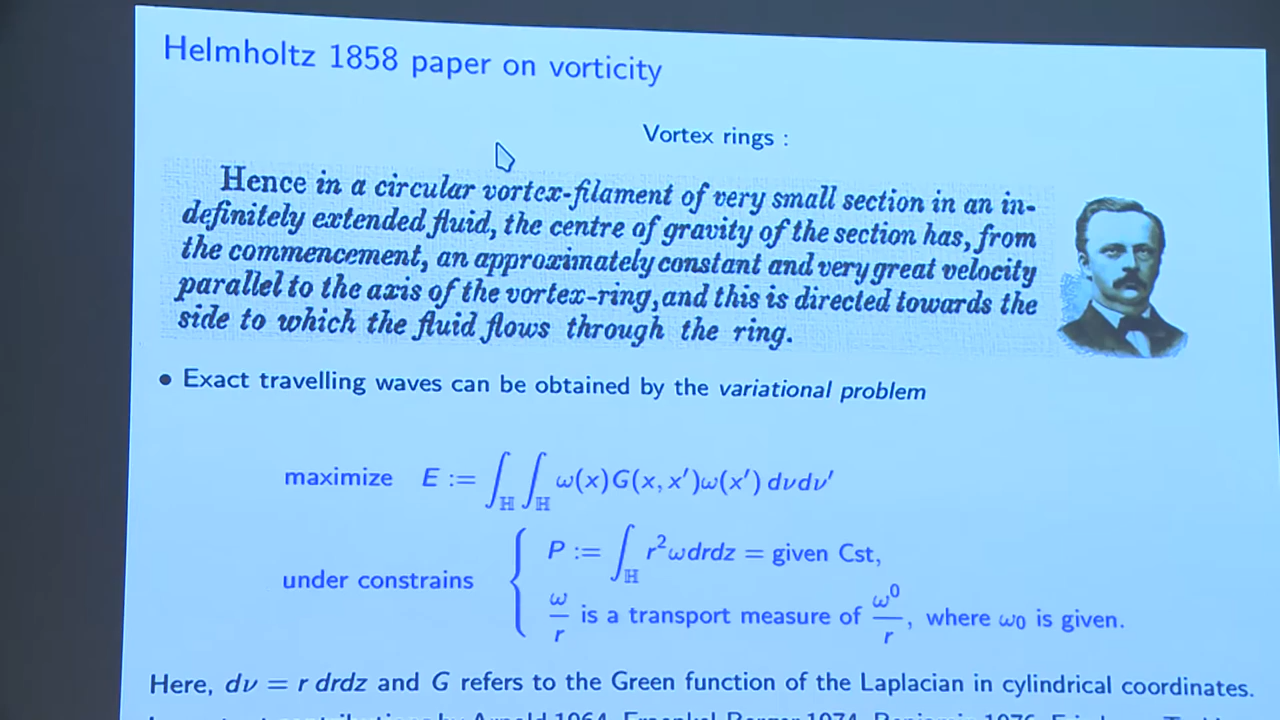 Helmholtz 1858 paper on vorticity
Vortex rings :
Hence in a circular vortex-filament of very small section in an in-
definitely extended fluid, the centre of gravity of the section has, from
the commencement, an approximately constant and very great velocity
parallel to the axis of the vortex-ring, and this is directed towards the
side to which the fluid flows through the ring.
• Exact travelling waves can be obtained by the variational problem
maximize E := ∫_ℍ ∫_ℍ ω(x)G(x, x′)ω(x′) dνdν′
under constrains { P := ∫_ℍ r²ωdrdz = given Cst,
ω/r is a transport measure of ω⁰/r, where ω₀ is given.
Here, dν = r drdz and G refers to the Green function of the Laplacian in cylindrical coordinates.